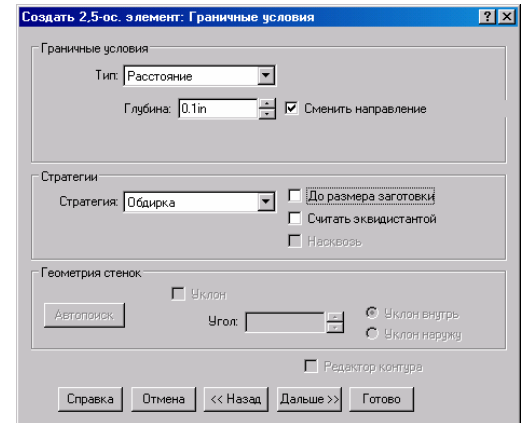 Создать 2,5-ос. элемент: Граничные условия
Граничные условия
Тип: Расстояние
Глубина: 0.1in Сменить направление
Стратегии
Стратегия: Обдирка До размера заготовки
Считать эквидистантой
Насквозь
Геометрия стенок
Уклон
Автопоиск Угол: Уклон внутрь
Уклон наружу
Редактор контура
Справка Отмена << Назад Дальше >> Готово